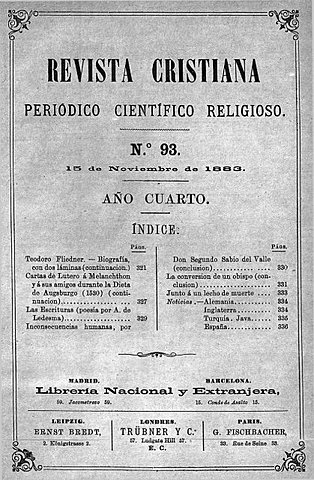 REVISTA CRISTIANA
PERIÓDICO CIENTÍFICO RELIGIOSO.
N.º 93.
15 de Noviembre de 1883.
AÑO CUARTO.
ÍNDICE:
Págs.
Teodoro Fliedner. — Biografía,
con dos láminas (continuacion.) 321
Cartas de Lutero á Melanchthon
y á sus amigos durante la Dieta
de Augsburgo (1530) (conti-
nuacion)................ 327
Las Escrituras (poesía por A. de
Ledesma)................ 329
Inconsecuencias humanas, por
Págs.
Don Segundo Sabio del Valle
(conclusion).............. 330
La conversion de un obispo (con-
clusion)................ 331
Junto á un lecho de muerte... 333
Noticias.—Alemania......... 334
Inglaterra....... 334
Turquía. Java.... 335
España......... 336
MADRID. BARCELONA.
Librería Nacional y Extranjera,
59. Jacometrezo 59. 15. Conde de Asalto 15.
LEIPZIG.
ERNST BREDT,
2. Königstrasse 2.
LONDRES.
TRÜBNER Y C.ª
57. Ludgate Hill 57.
E. C.
PARIS.
G. FISCHBACHER,
33. Rue de Seine 33.